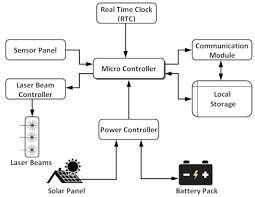 Real Time Clock
(RTC)
Sensor Panel
Communication
Module
Micro Controller
Laser Beam
Controller
Local
Storage
Power Controller
Laser Beams
Solar Panel
Battery Pack